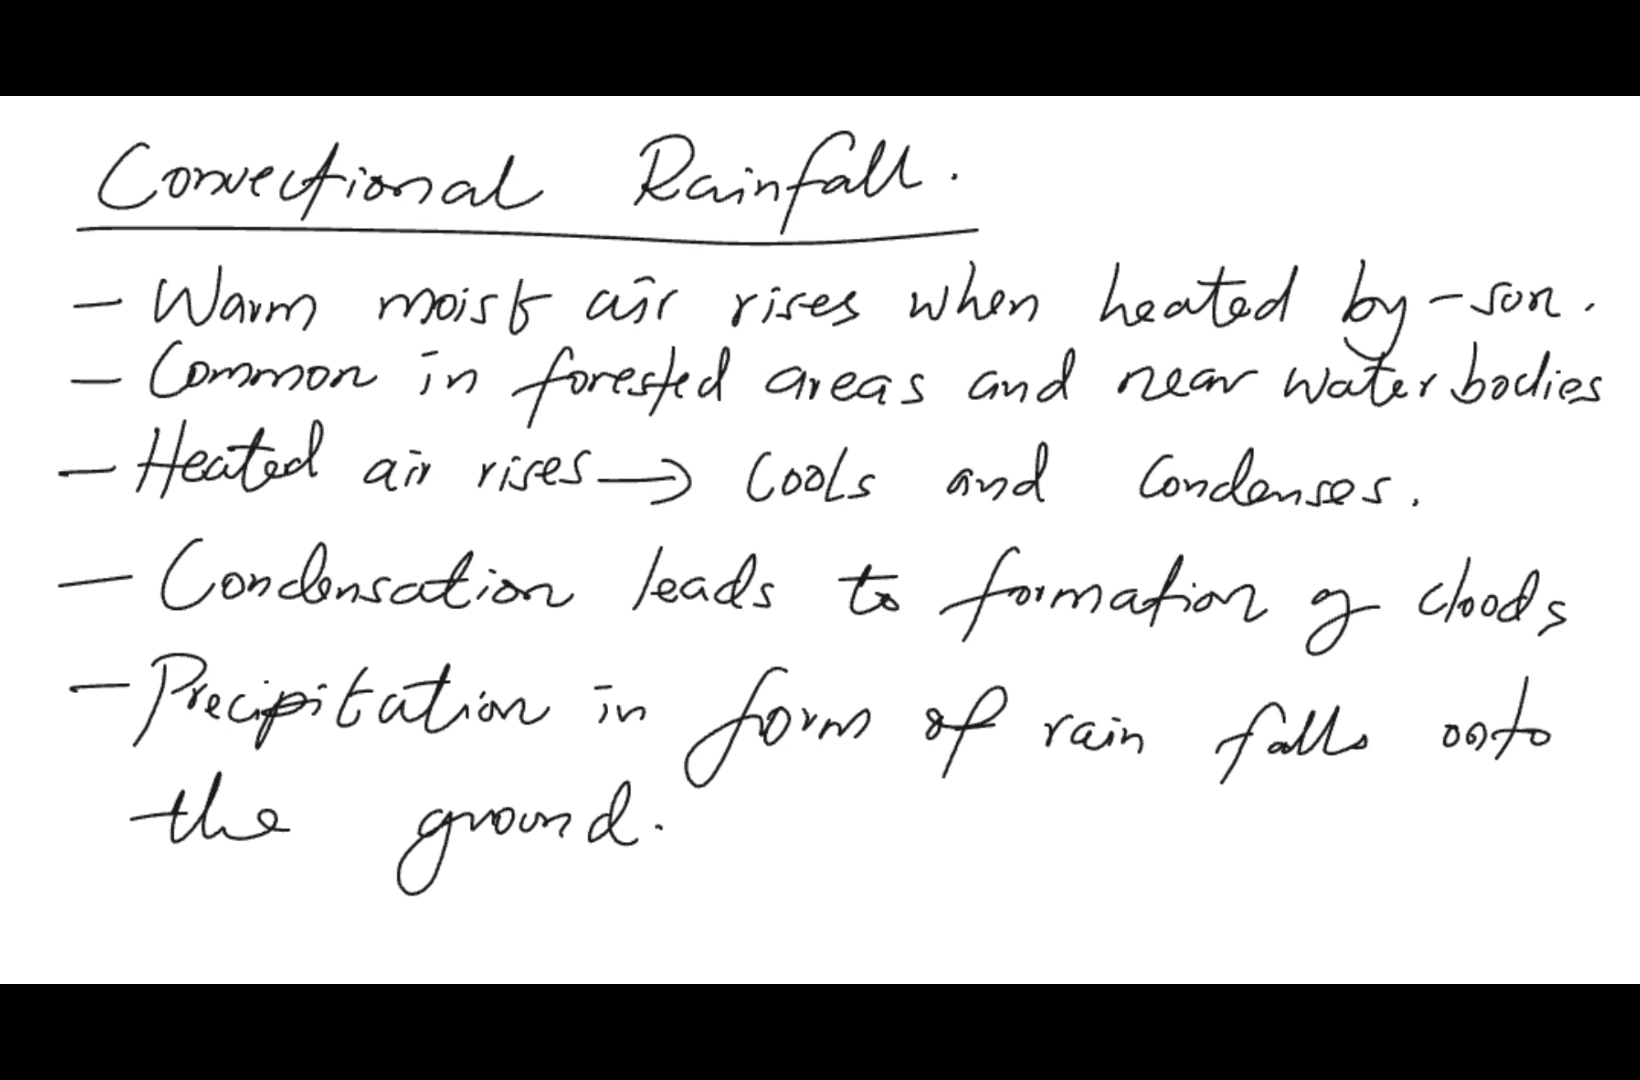 Convectional Rainfall.
- Warm moist air rises when heated by - sun.
- Common in forested areas and near water bodies
- Heated air rises → Cools and Condenses.
- Condensation leads to formation of clouds
- Precipitation in form of rain falls onto
the ground.